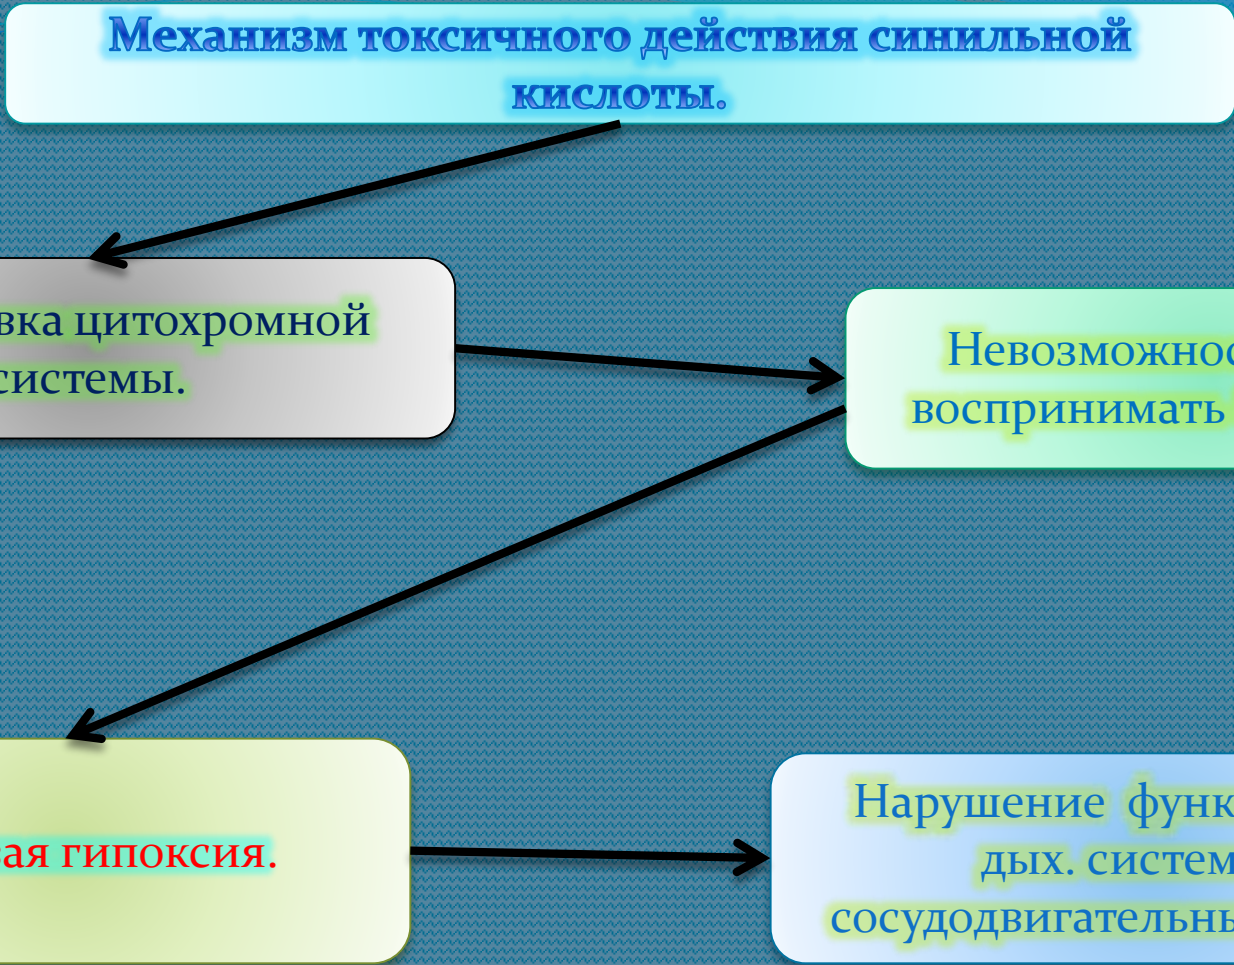 Механизм токсичного действия синильной
кислоты.
вка цитохромной
системы.
Невозможнос
воспринимать
ая гипоксия.
Нарушение функ
дых. систем
сосудодвигательн